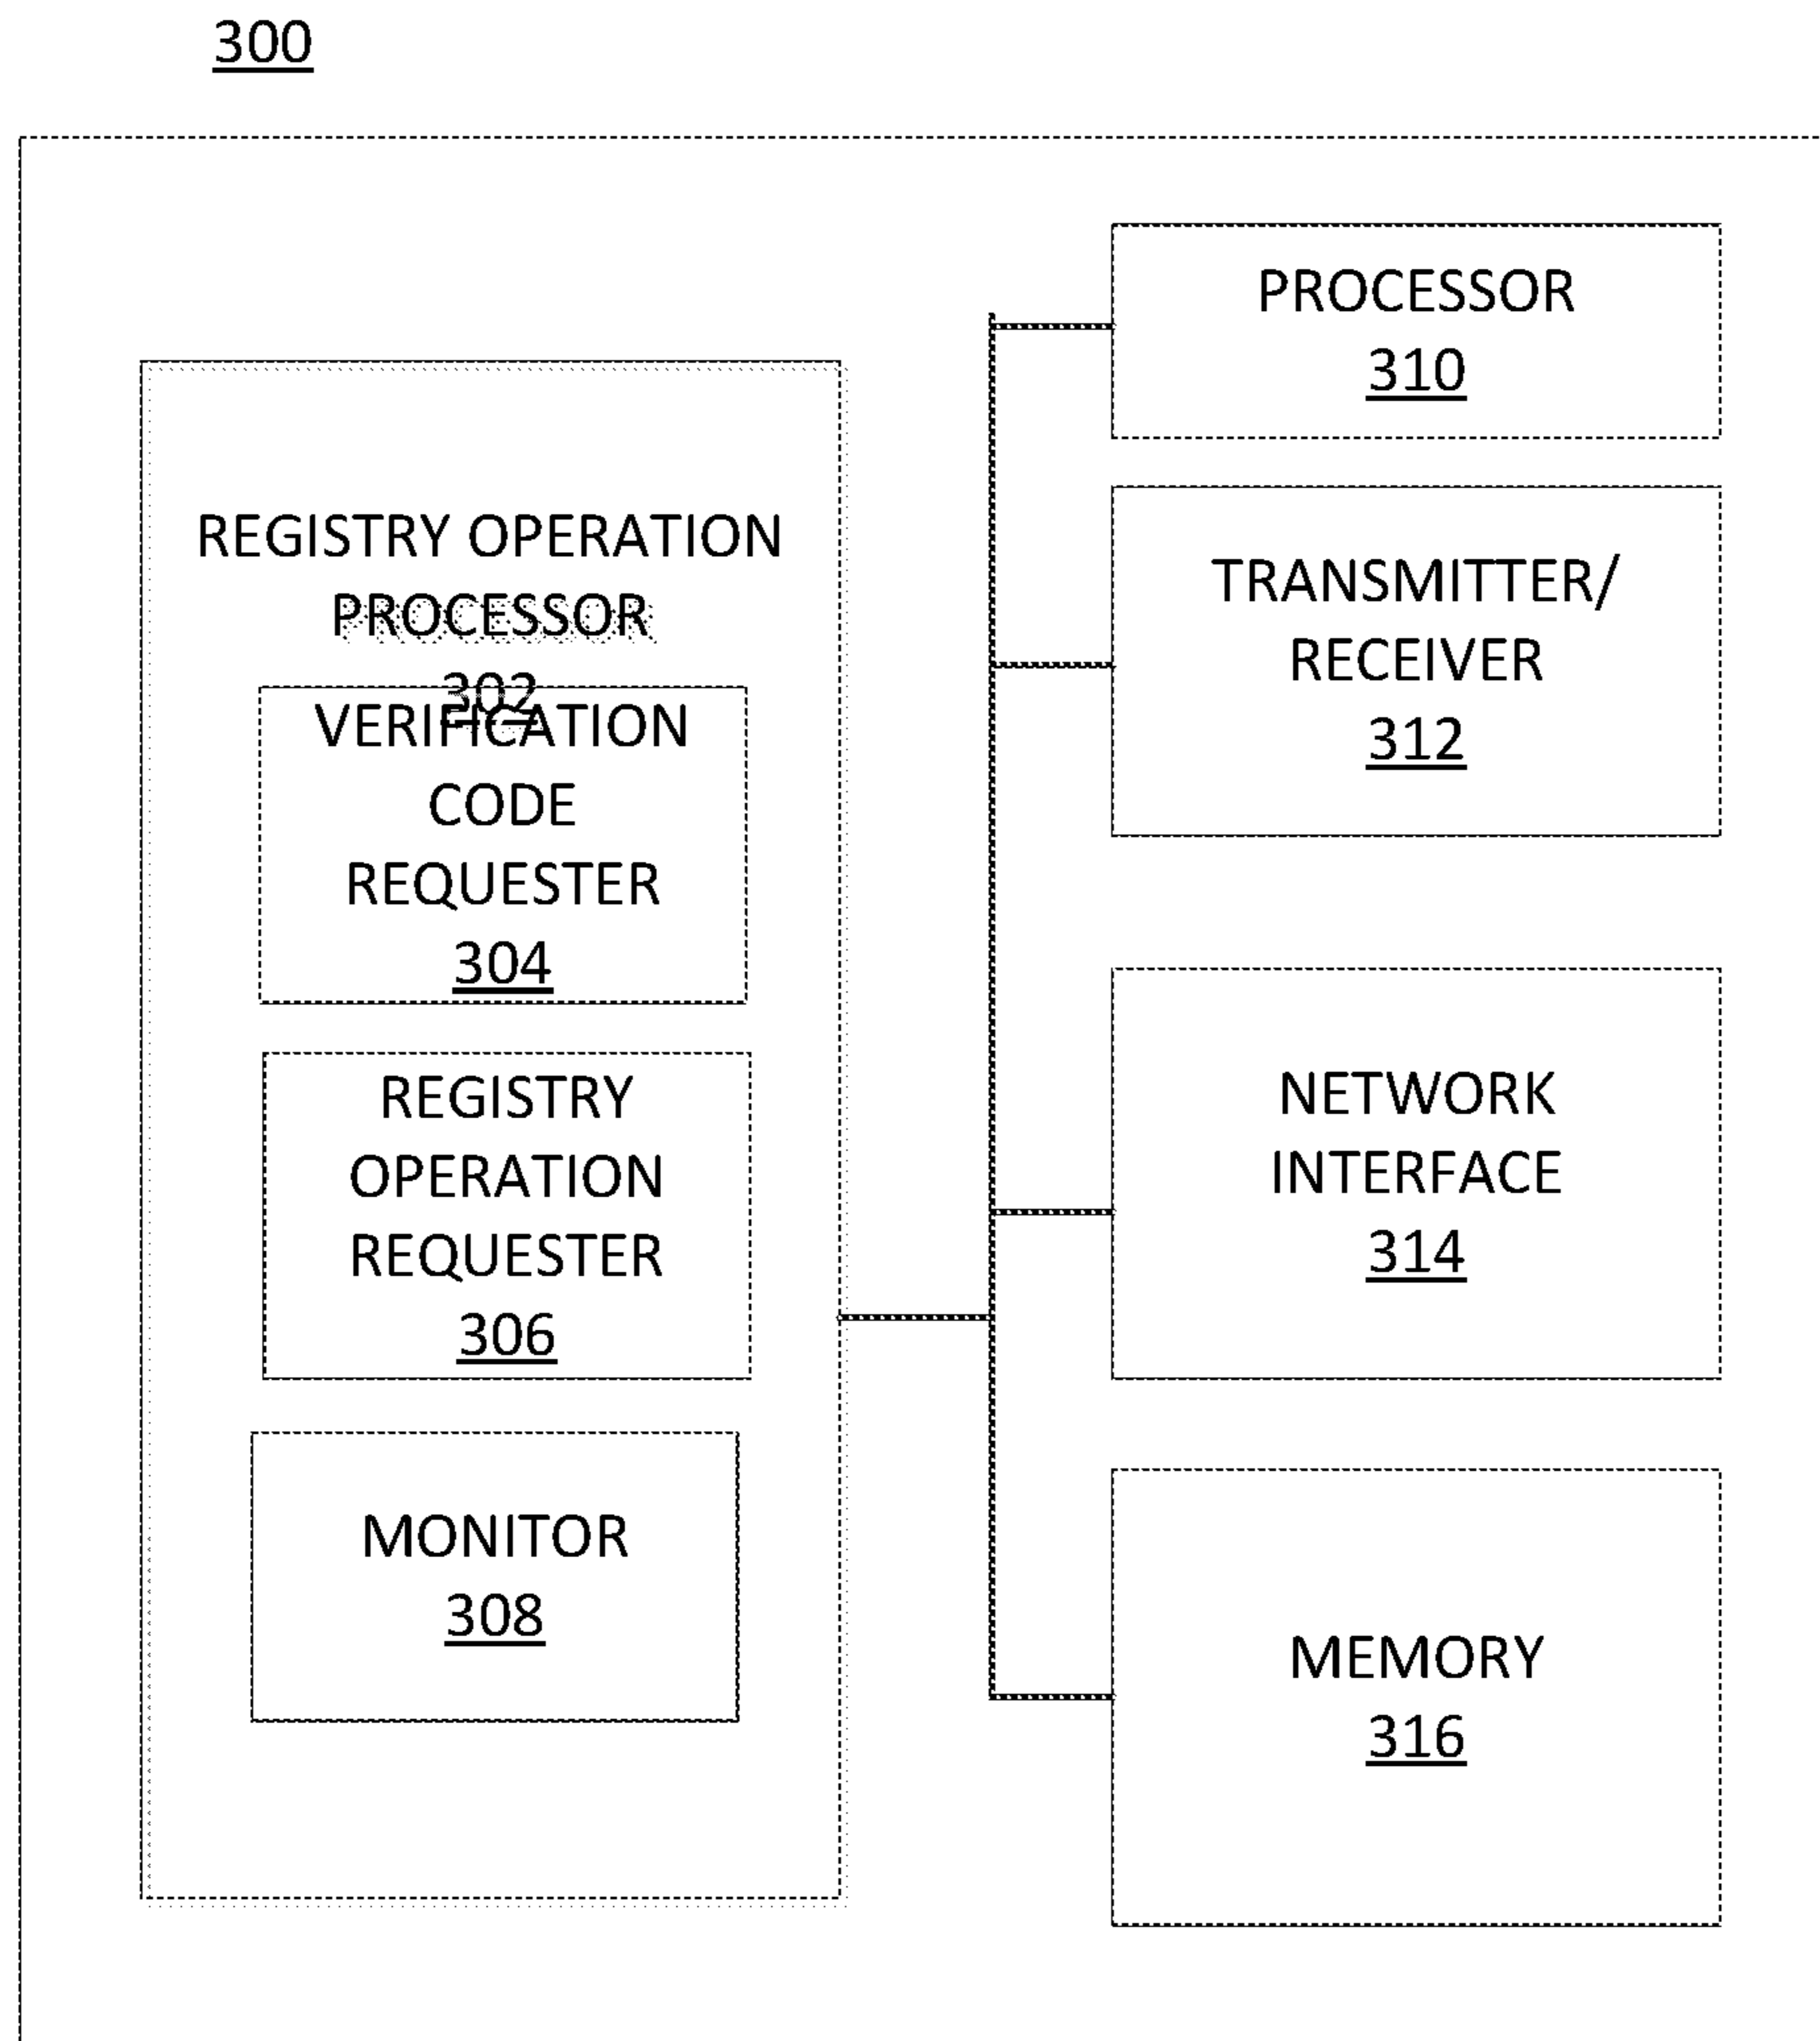 300
REGISTRY OPERATION
PROCESSOR
302
VERIFICATION
CODE
REQUESTER
304
REGISTRY
OPERATION
REQUESTER
306
MONITOR
308
PROCESSOR
310
TRANSMITTER/
RECEIVER
312
NETWORK
INTERFACE
314
MEMORY
316